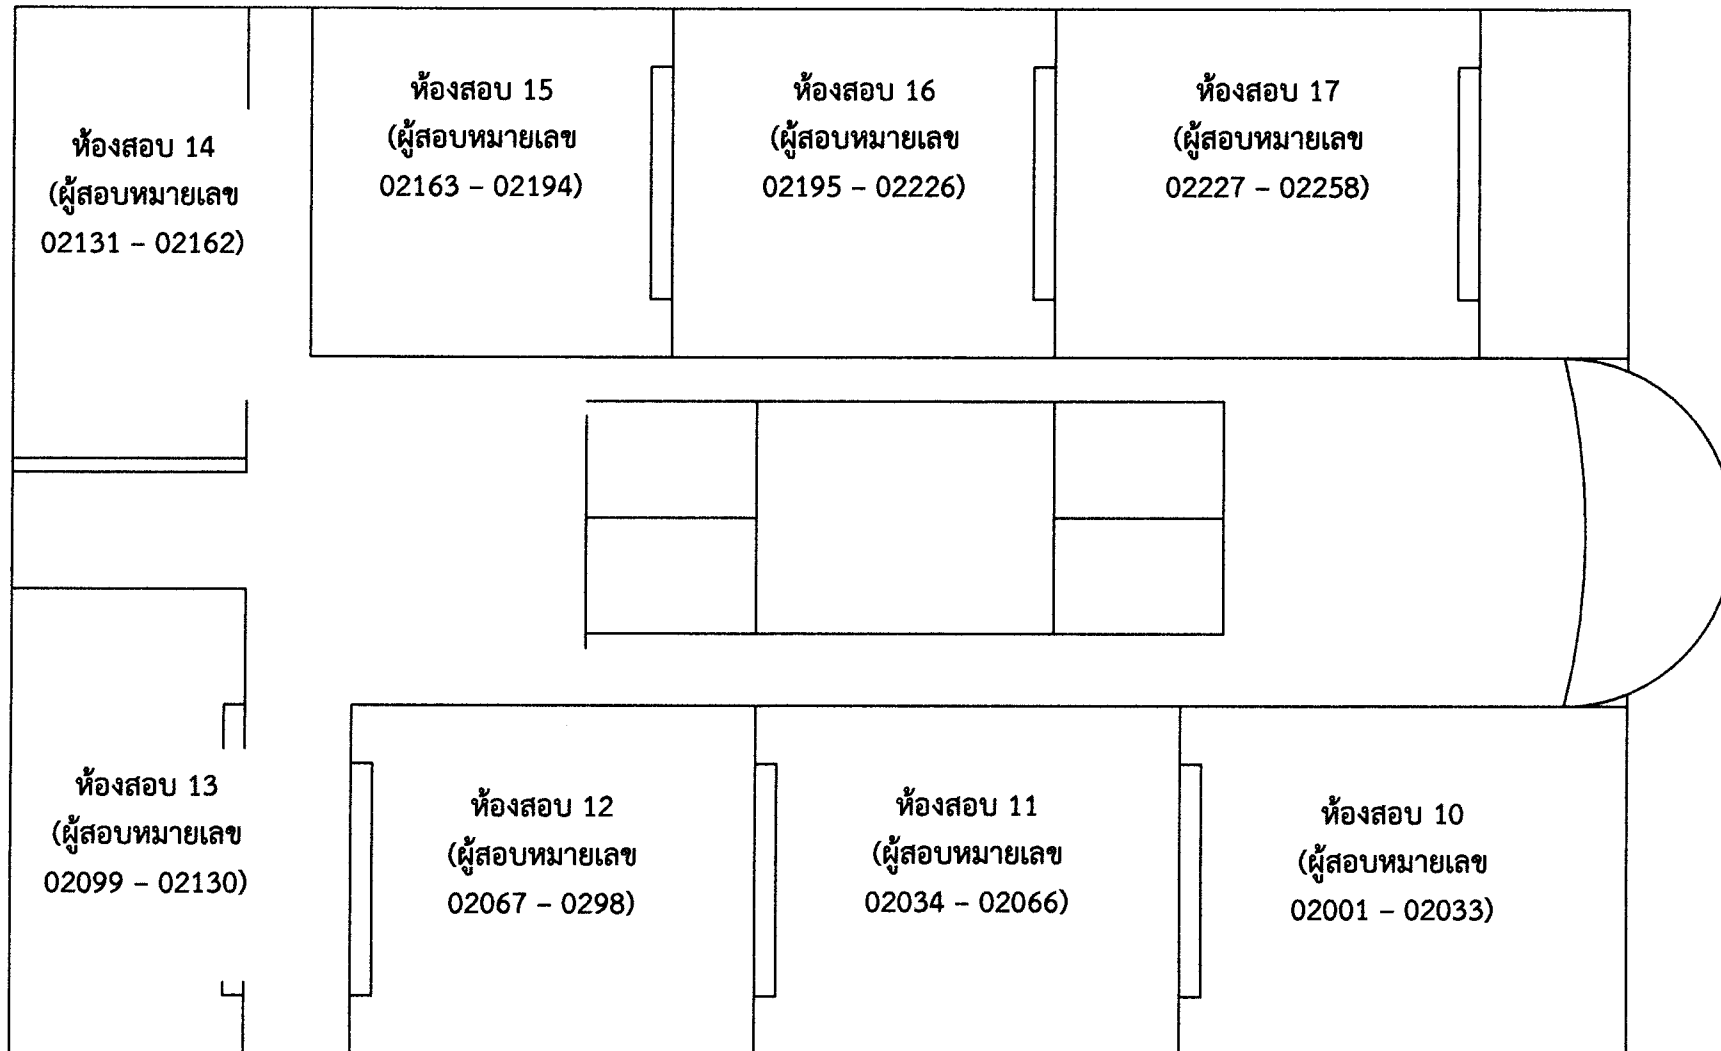 ห้องสอบ 14
(ผู้สอบหมายเลข
02131 – 02162)
ห้องสอบ 15
(ผู้สอบหมายเลข
02163 – 02194)
ห้องสอบ 16
(ผู้สอบหมายเลข
02195 – 02226)
ห้องสอบ 17
(ผู้สอบหมายเลข
02227 – 02258)
ห้องสอบ 13
(ผู้สอบหมายเลข
02099 – 02130)
ห้องสอบ 12
(ผู้สอบหมายเลข
02067 – 0298)
ห้องสอบ 11
(ผู้สอบหมายเลข
02034 – 02066)
ห้องสอบ 10
(ผู้สอบหมายเลข
02001 – 02033)